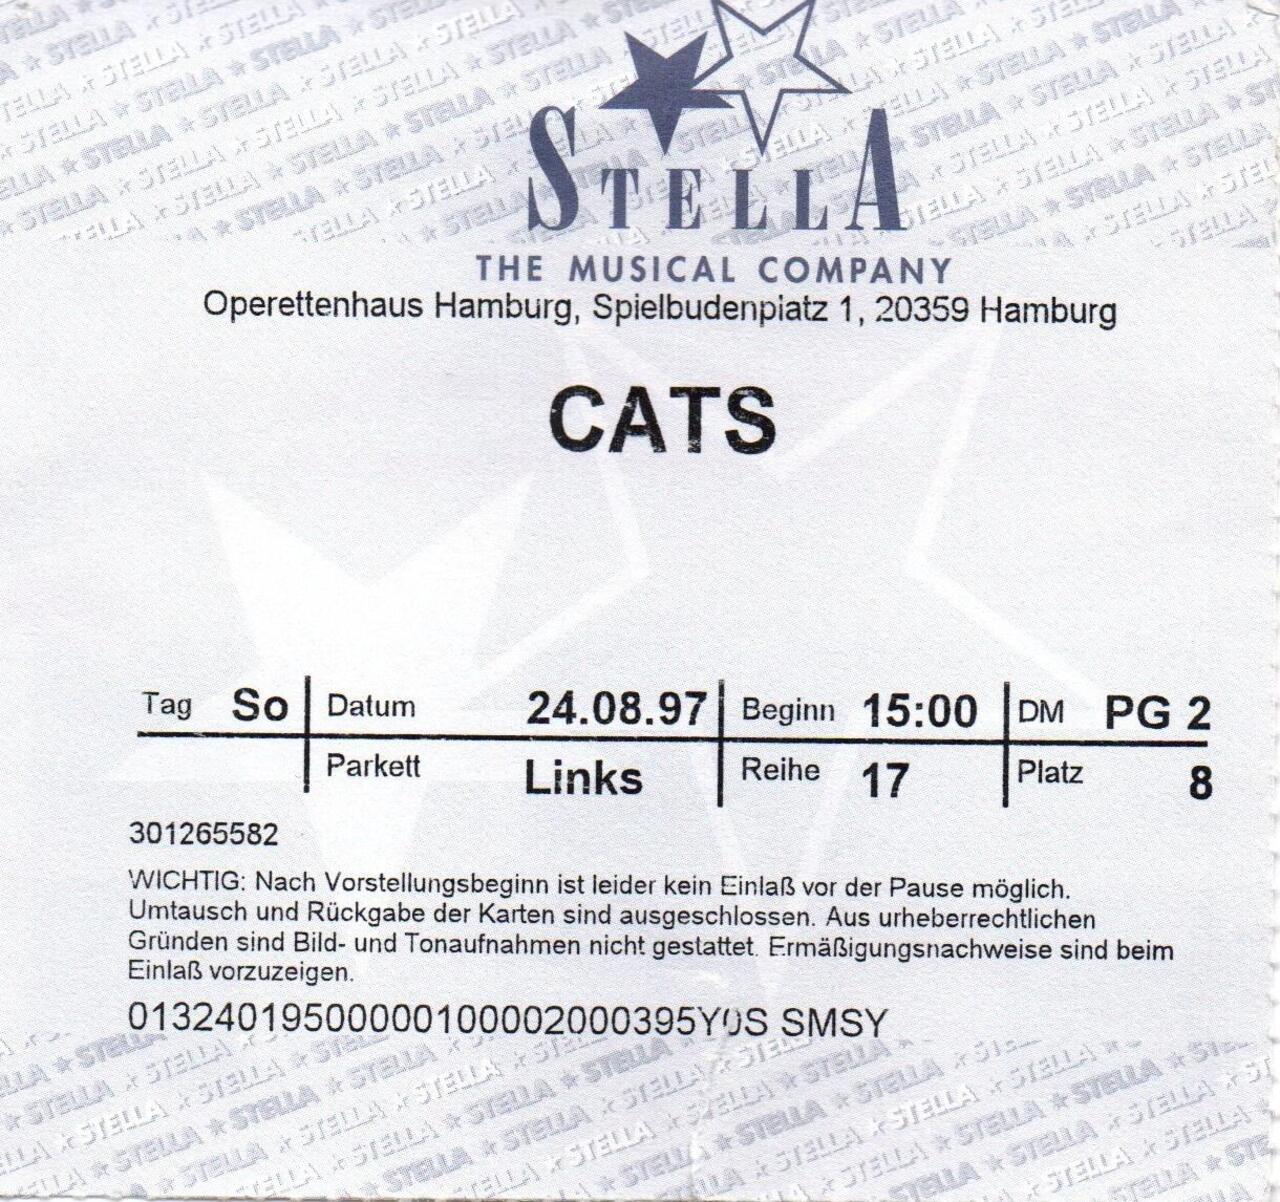 STELLA
THE MUSICAL COMPANY
Operettenhaus Hamburg, Spielbudenplatz 1, 20359 Hamburg
CATS
Tag So Datum 24.08.97 Beginn 15:00 DM PG 2
Parkett Links Reihe 17 Platz 8
301265582
WICHTIG: Nach Vorstellungsbeginn ist leider kein Einlaß vor der Pause möglich.
Umtausch und Rückgabe der Karten sind ausgeschlossen. Aus urheberrechtlichen
Gründen sind Bild- und Tonaufnahmen nicht gestattet. Ermäßigungsnachweise sind beim
Einlaß vorzuzeigen.
013240195000000100002000395Y0S SMSY